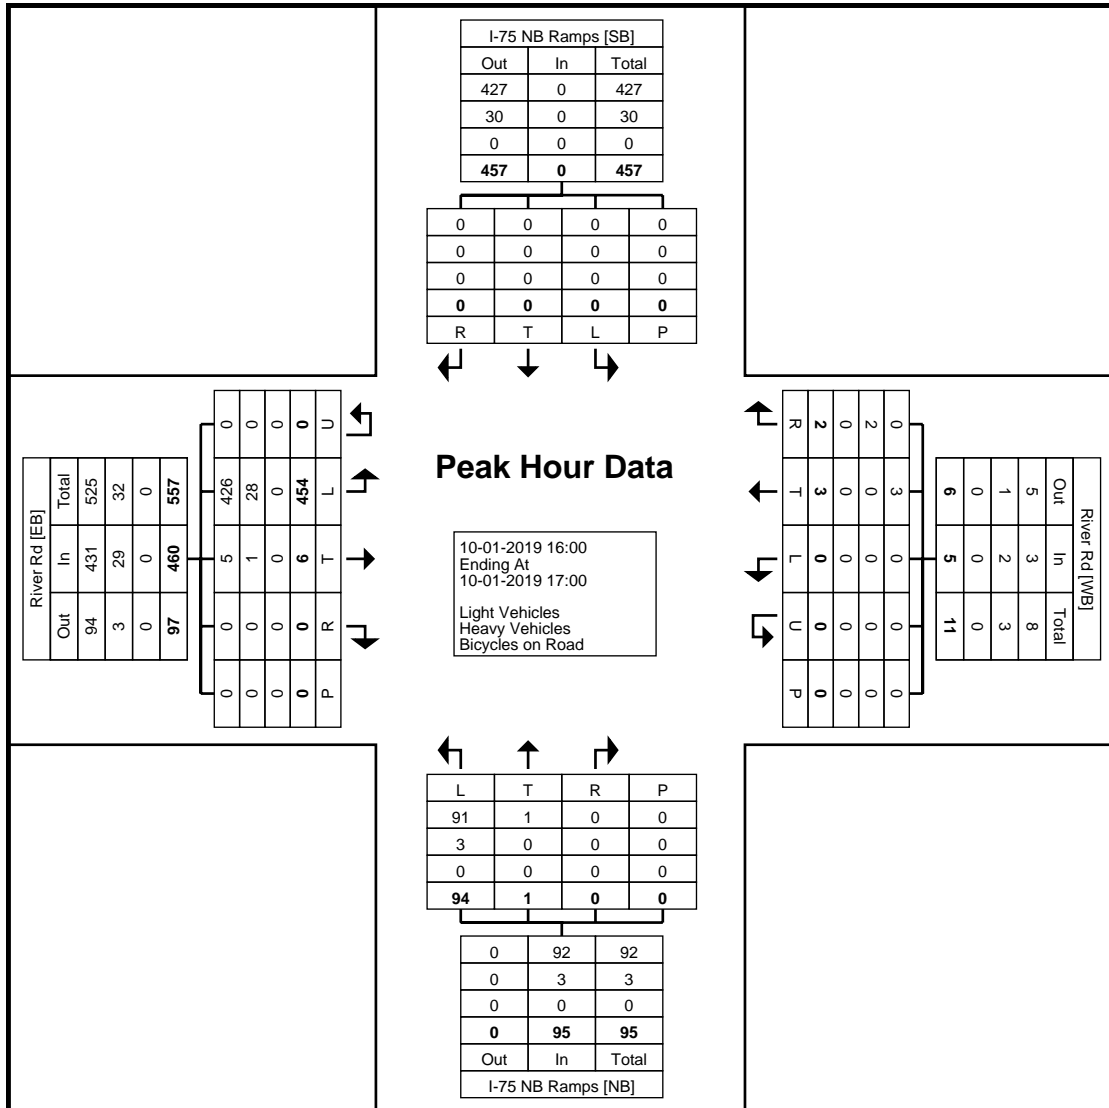 I-75 NB Ramps [SB]
Out In Total
427 0 427
30 0 30
0 0 0
457 0 457
0 0 0 0
0 0 0 0
0 0 0 0
0 0 0 0
R T L P
River Rd [EB]
Total 525 32 0 557
In 431 29 0 460
Out 94 3 0 97
0 0 0 0 U
426 28 0 454 L
5 1 0 6 T
0 0 0 0 R
0 0 0 0 P
Peak Hour Data
10-01-2019 16:00
Ending At
10-01-2019 17:00
Light Vehicles
Heavy Vehicles
Bicycles on Road
R 2 0 2 0
T 3 0 0 3
L 0 0 0 0
U 0 0 0 0
P 0 0 0 0
River Rd [WB]
Out In Total
5 3 8
1 2 3
0 0 0
6 5 11
L T R P
91 1 0 0
3 0 0 0
0 0 0 0
94 1 0 0
0 92 92
0 3 3
0 0 0
0 95 95
Out In Total
I-75 NB Ramps [NB]